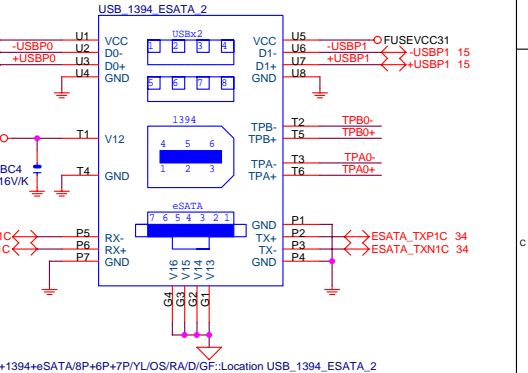 USB_1394_ESATA_2
U1 VCC USBx2 VCC U5 FUSEVCC31
-USBP0 U2 D0- 1 2 3 4 D1- U6 -USBP1 -USBP1 15
+USBP0 U3 D0+ D1+ U7 +USBP1 +USBP1 15
U4 GND 5 6 7 8 GND U8
1394
TPB- T2 TPB0-
T1 V12 TPB+ T5 TPB0+
4 5 6
TPA- T3 TPA0-
BC4 T4 GND 1 2 3 TPA+ T6 TPA0+
16V/K
eSATA
7 6 5 4 3 2 1
GND P1
1C P5 RX- TX+ P2 ESATA_TXP1C 34
1C P6 RX+ TX- P3 ESATA_TXN1C 34
P7 GND GND P4
C
V16 V15 V14 V13
G4 G3 G2 G1
+1394+eSATA/8P+6P+7P/YL/OS/RA/D/GF::Location USB_1394_ESATA_2